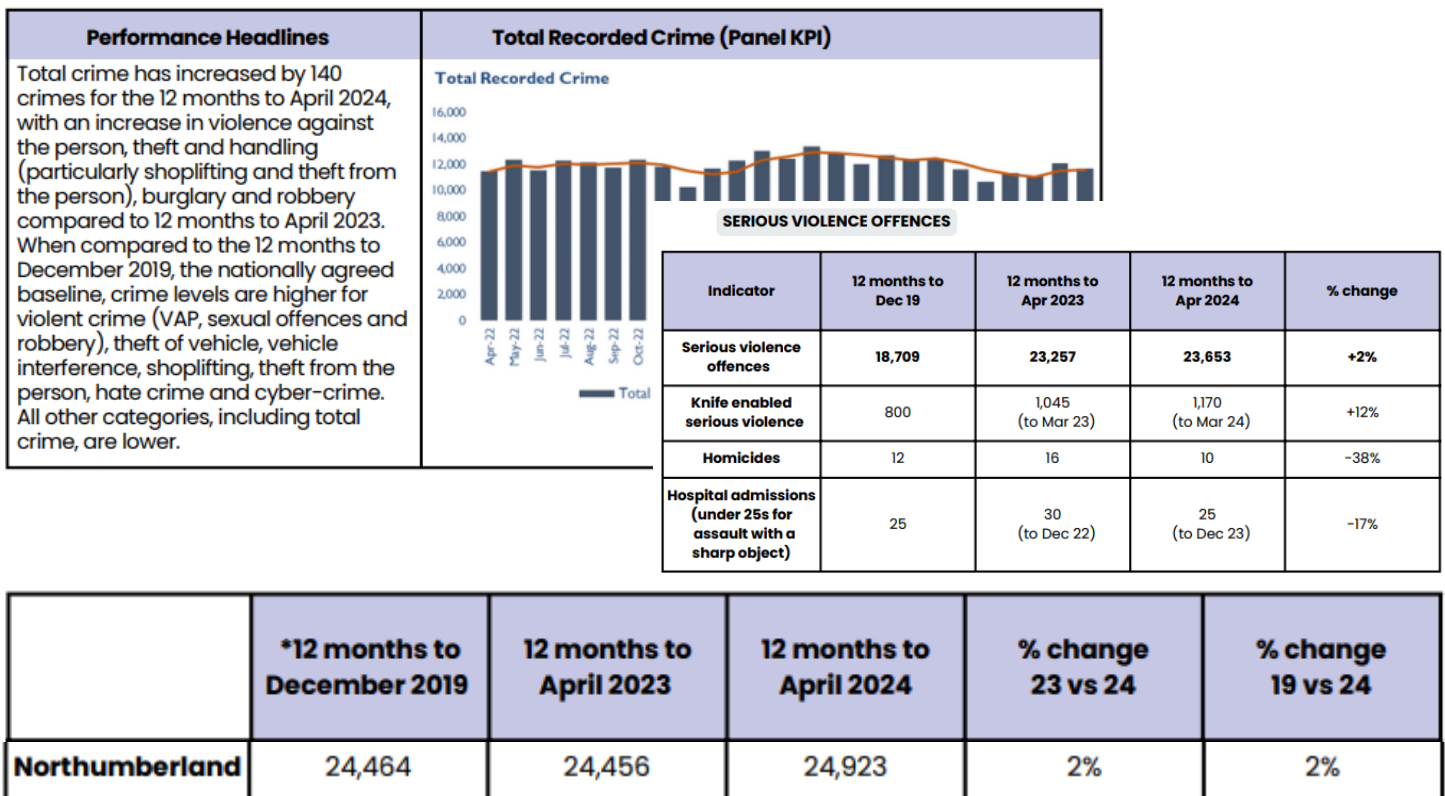 Performance Headlines
Total crime has increased by 140
crimes for the 12 months to April 2024,
with an increase in violence against
the person, theft and handling
(particularly shoplifting and theft from
the person), burglary and robbery
compared to 12 months to April 2023.
When compared to the 12 months to
December 2019, the nationally agreed
baseline, crime levels are higher for
violent crime (VAP, sexual offences and
robbery), theft of vehicle, vehicle
interference, shoplifting, theft from the
person, hate crime and cyber-crime.
All other categories, including total
crime, are lower.
Total Recorded Crime (Panel KPI)
Total Recorded Crime
16,000
14,000
12,000
10,000
8,000
6,000
4,000
2,000
0
Apr-22
May-22
Jun-22
Jul-22
Aug-22
Sep-22
Oct-22
Total
SERIOUS VIOLENCE OFFENCES
Indicator
12 months to
Dec 19
12 months to
Apr 2023
12 months to
Apr 2024
% change
Serious violence
offences
18,709
23,257
23,653
+2%
Knife enabled
serious violence
800
1,045
(to Mar 23)
1,170
(to Mar 24)
+12%
Homicides
12
16
10
-38%
Hospital admissions
(under 25s for
assault with a
sharp object)
25
30
(to Dec 22)
25
(to Dec 23)
-17%
*12 months to
December 2019
12 months to
April 2023
12 months to
April 2024
% change
23 vs 24
% change
19 vs 24
Northumberland
24,464
24,456
24,923
2%
2%